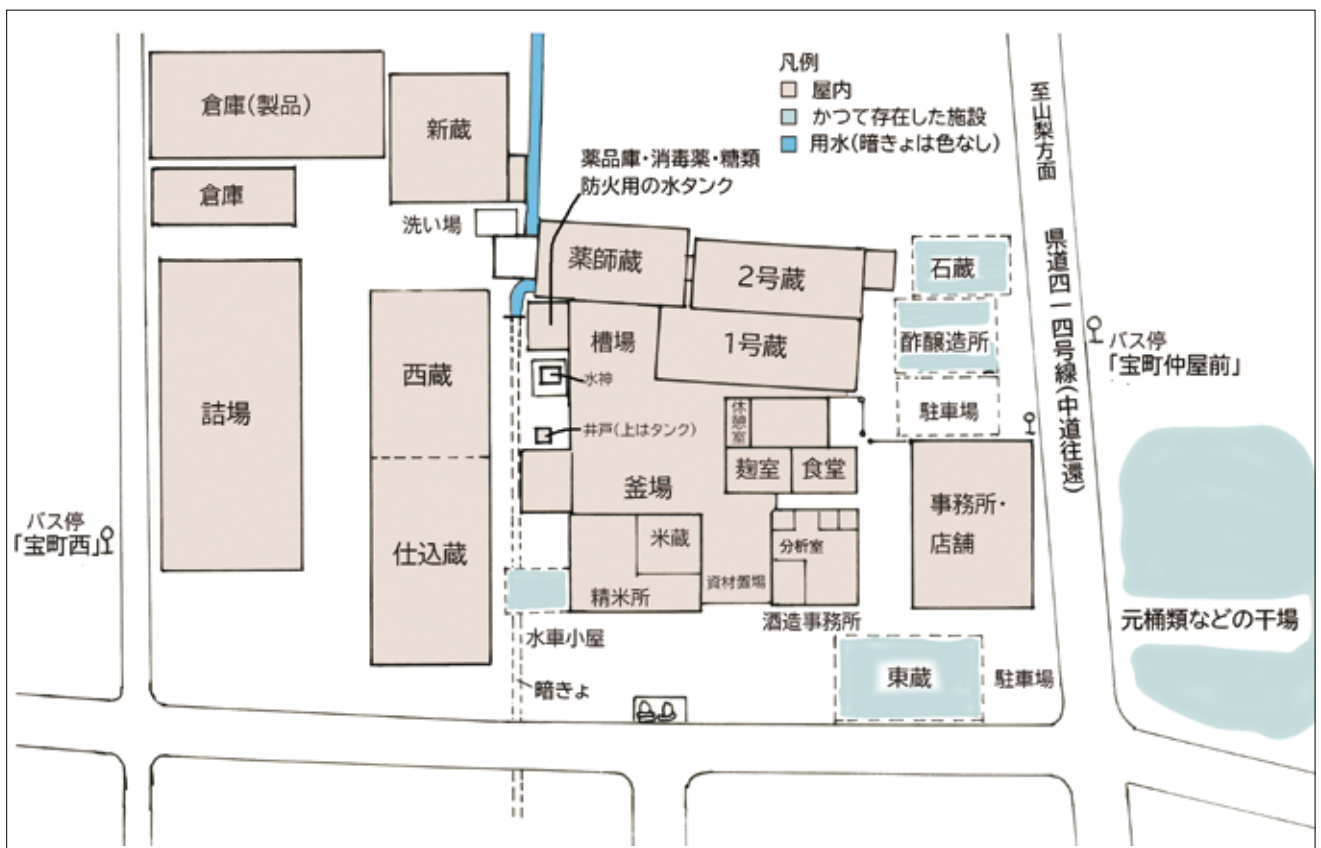 凡例
屋内
かつて存在した施設
用水(暗きょは色なし)
倉庫(製品)
新蔵
倉庫
洗い場
薬品庫・消毒薬・糖類
防火用の水タンク
薬師蔵
2号蔵
石蔵
至山梨方面
県道四一四号線(中道往還)
槽場
1号蔵
酢醸造所
バス停
「宝町仲屋前」
詰場
西蔵
水神
休憩室
駐車場
井戸(上はタンク)
麹室
食堂
釜場
事務所・
店舗
バス停
「宝町西」
仕込蔵
米蔵
分析室
精米所
資材置場
酒造事務所
水車小屋
暗きょ
東蔵
駐車場
元桶類などの干場